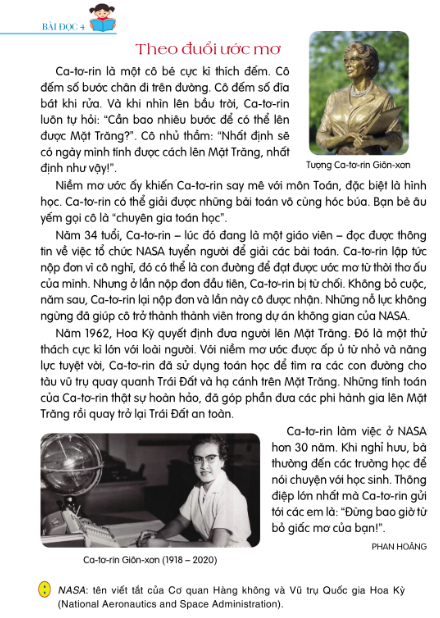 BÀI ĐỌC 4
Theo đuổi ước mơ
Ca-tơ-rin là một cô bé cực kì thích đếm. Cô
đếm số bước chân đi trên đường. Cô đếm số đĩa
bát khi rửa. Và khi nhìn lên bầu trời, Ca-tơ-rin
luôn tự hỏi: “Cần bao nhiêu bước để có thể lên
được Mặt Trăng?”. Cô nhủ thầm: “Nhất định sẽ
có ngày mình tính được cách lên Mặt Trăng, nhất
định như vậy!”.
Tượng Ca-tơ-rin Giôn-xơn
Niềm mơ ước ấy khiến Ca-tơ-rin say mê với môn Toán, đặc biệt là hình
học. Ca-tơ-rin có thể giải được những bài toán vô cùng hóc búa. Bạn bè âu
yếm gọi cô là “chuyên gia toán học”.
Năm 34 tuổi, Ca-tơ-rin – lúc đó đang là một giáo viên – đọc được thông
tin về việc tổ chức NASA tuyển người để giải các bài toán. Ca-tơ-rin lập tức
nộp đơn vì cô nghĩ, đó có thể là con đường để đạt được ước mơ từ thời thơ ấu
của mình. Nhưng ở lần nộp đơn đầu tiên, Ca-tơ-rin bị từ chối. Không bỏ cuộc,
năm sau, Ca-tơ-rin lại nộp đơn và lần này cô được nhận. Những nỗ lực không
ngừng đã giúp cô trở thành thành viên trong dự án không gian của NASA.
Năm 1962, Hoa Kỳ quyết định đưa người lên Mặt Trăng. Đó là một thử
thách cực kì lớn với loài người. Với niềm mơ ước được ấp ủ từ nhỏ và năng
lực tuyệt vời, Ca-tơ-rin đã sử dụng toán học để tìm ra các con đường cho
tàu vũ trụ quay quanh Trái Đất và hạ cánh trên Mặt Trăng. Những tính toán
của Ca-tơ-rin thật sự hoàn hảo, đã góp phần đưa các phi hành gia lên Mặt
Trăng rồi quay trở lại Trái Đất an toàn.
Ca-tơ-rin làm việc ở NASA
hơn 30 năm. Khi nghỉ hưu, bà
thường đến các trường học để
nói chuyện với học sinh. Thông
điệp lớn nhất mà Ca-tơ-rin gửi
tới các em là: “Đừng bao giờ từ
bỏ giấc mơ của bạn!”.
PHAN HOÀNG
Ca-tơ-rin Giôn-xơn (1918 – 2020)
NASA: tên viết tắt của Cơ quan Hàng không và Vũ trụ Quốc gia Hoa Kỳ
(National Aeronautics and Space Administration).